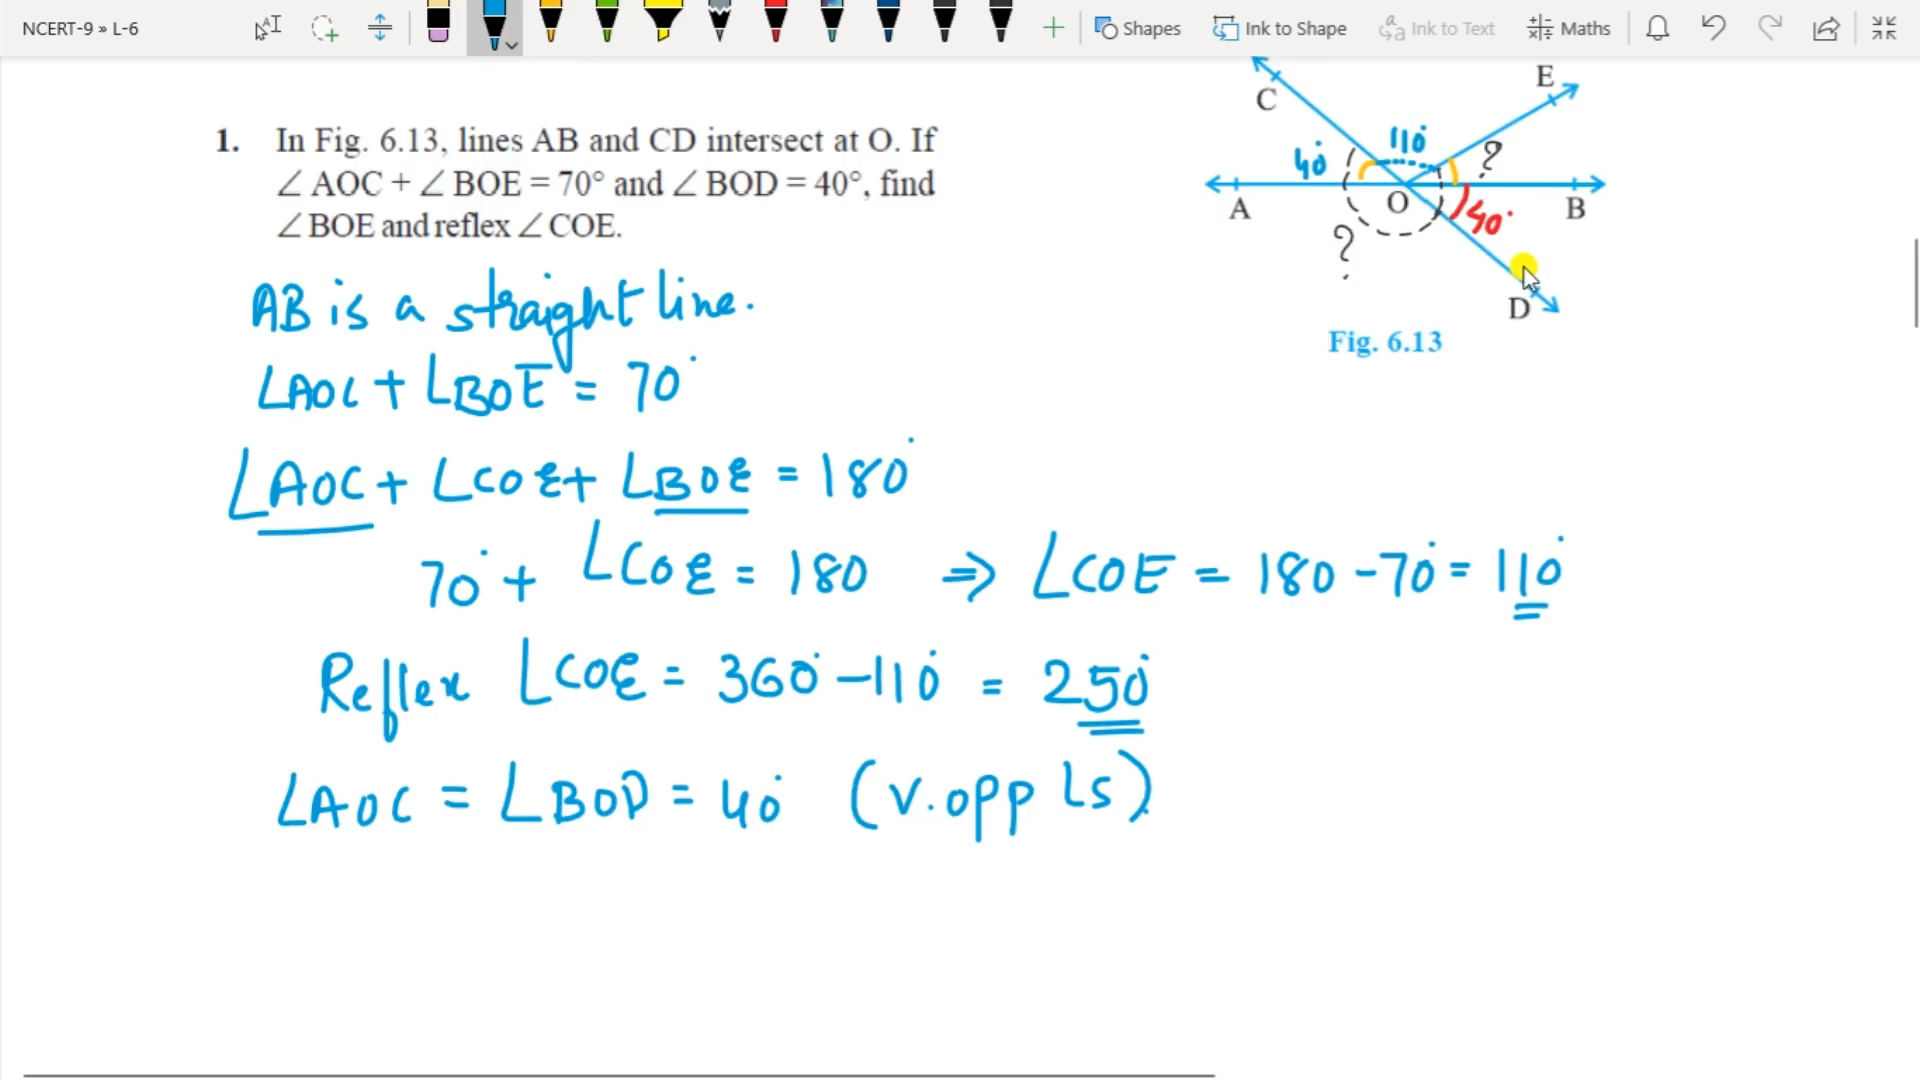 NCERT-9 » L-6
Shapes
Ink to Shape
Ink to Text
Maths
1. In Fig. 6.13, lines AB and CD intersect at O. If
∠ AOC + ∠ BOE = 70° and ∠ BOD = 40°, find
∠ BOE and reflex ∠ COE.
C
E
110°
40°
?
A
O
40°
B
?
D
Fig. 6.13
AB is a straight line.
∠AOC + ∠BOE = 70°
∠AOC + ∠COE + ∠BOE = 180°
70° + ∠COE = 180 ⇒ ∠COE = 180 - 70° = 110°
Reflex ∠COE = 360° - 110° = 250°
∠AOC = ∠BOD = 40° (V. opp ∠s)